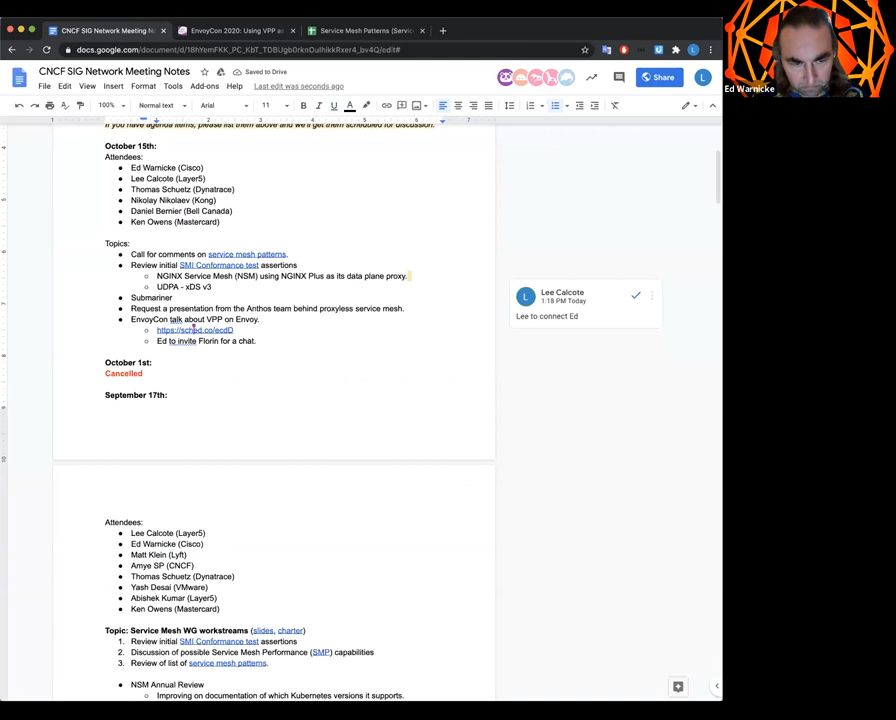 CNCF SIG Network Meeting Notes
EnvoyCon 2020: Using VPP as
Service Mesh Patterns (Servic
docs.google.com/document/d/18hYemFKK_PC_KbT_TDBUgb0rknOuIhikkRxer4_bv4Q/edit#
CNCF SIG Network Meeting Notes
Saved to Drive
File Edit View Insert Format Tools Add-ons Help Last edit was seconds ago
Share
L
100% Normal text Arial 11
If you have agenda items, please list them above and we'll get them scheduled for discussion.
October 15th:
Attendees:
● Ed Warnicke (Cisco)
● Lee Calcote (Layer5)
● Thomas Schuetz (Dynatrace)
● Nikolay Nikolaev (Kong)
● Daniel Bernier (Bell Canada)
● Ken Owens (Mastercard)
Topics:
● Call for comments on service mesh patterns.
● Review initial SMI Conformance test assertions
○ NGINX Service Mesh (NSM) using NGINX Plus as its data plane proxy.
○ UDPA - xDS v3
● Submariner
● Request a presentation from the Anthos team behind proxyless service mesh.
● EnvoyCon talk about VPP on Envoy.
○ https://sched.co/ecdD
○ Ed to invite Florin for a chat.
October 1st:
Cancelled
September 17th:
L
Lee Calcote
1:18 PM Today
Lee to connect Ed
Attendees:
● Lee Calcote (Layer5)
● Ed Warnicke (Cisco)
● Matt Klein (Lyft)
● Amye SP (CNCF)
● Thomas Schuetz (Dynatrace)
● Yash Desai (VMware)
● Abishek Kumar (Layer5)
● Ken Owens (Mastercard)
Topic: Service Mesh WG workstreams (slides, charter)
1. Review initial SMI Conformance test assertions
2. Discussion of possible Service Mesh Performance (SMP) capabilities
3. Review of list of service mesh patterns.
● NSM Annual Review
○ Improving on documentation of which Kubernetes versions it supports.
Ed Warnicke